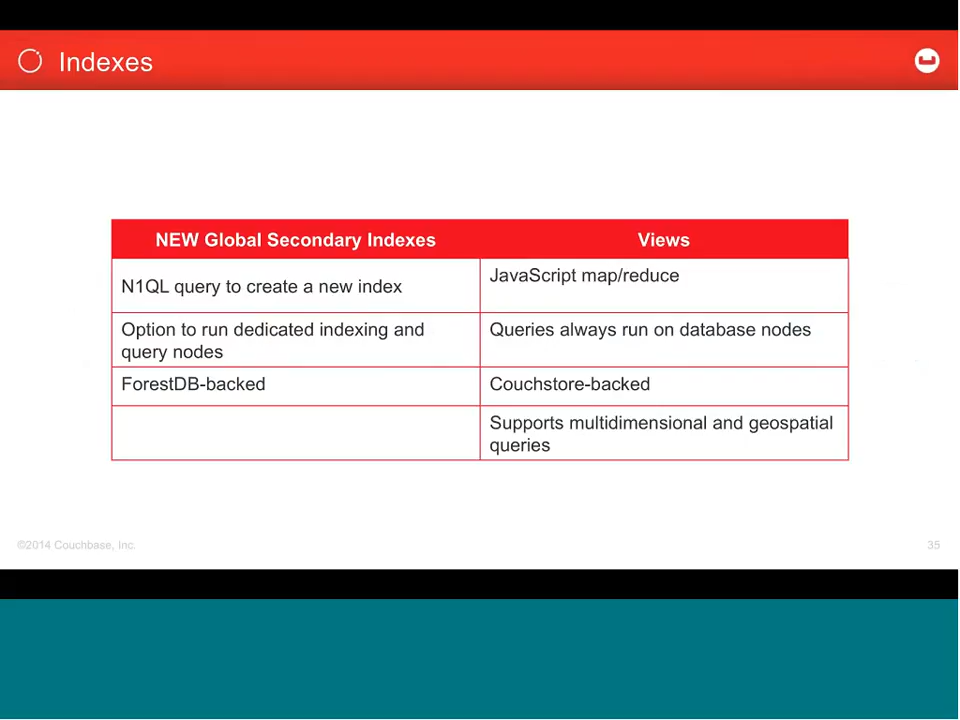 Indexes
NEW Global Secondary Indexes
Views
N1QL query to create a new index
JavaScript map/reduce
Option to run dedicated indexing and
query nodes
Queries always run on database nodes
ForestDB-backed
Couchstore-backed
Supports multidimensional and geospatial
queries
©2014 Couchbase, Inc.
35